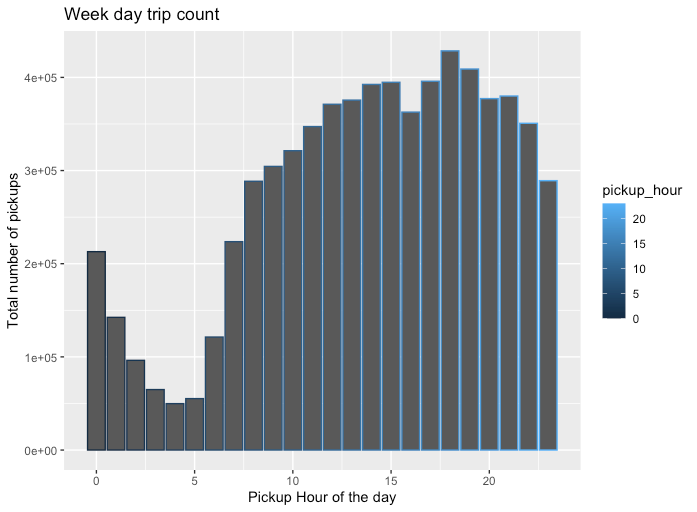 Week day trip count
Total number of pickups
4e+05
3e+05
2e+05
1e+05
0e+00
0 5 10 15 20
Pickup Hour of the day
pickup_hour
20
15
10
5
0